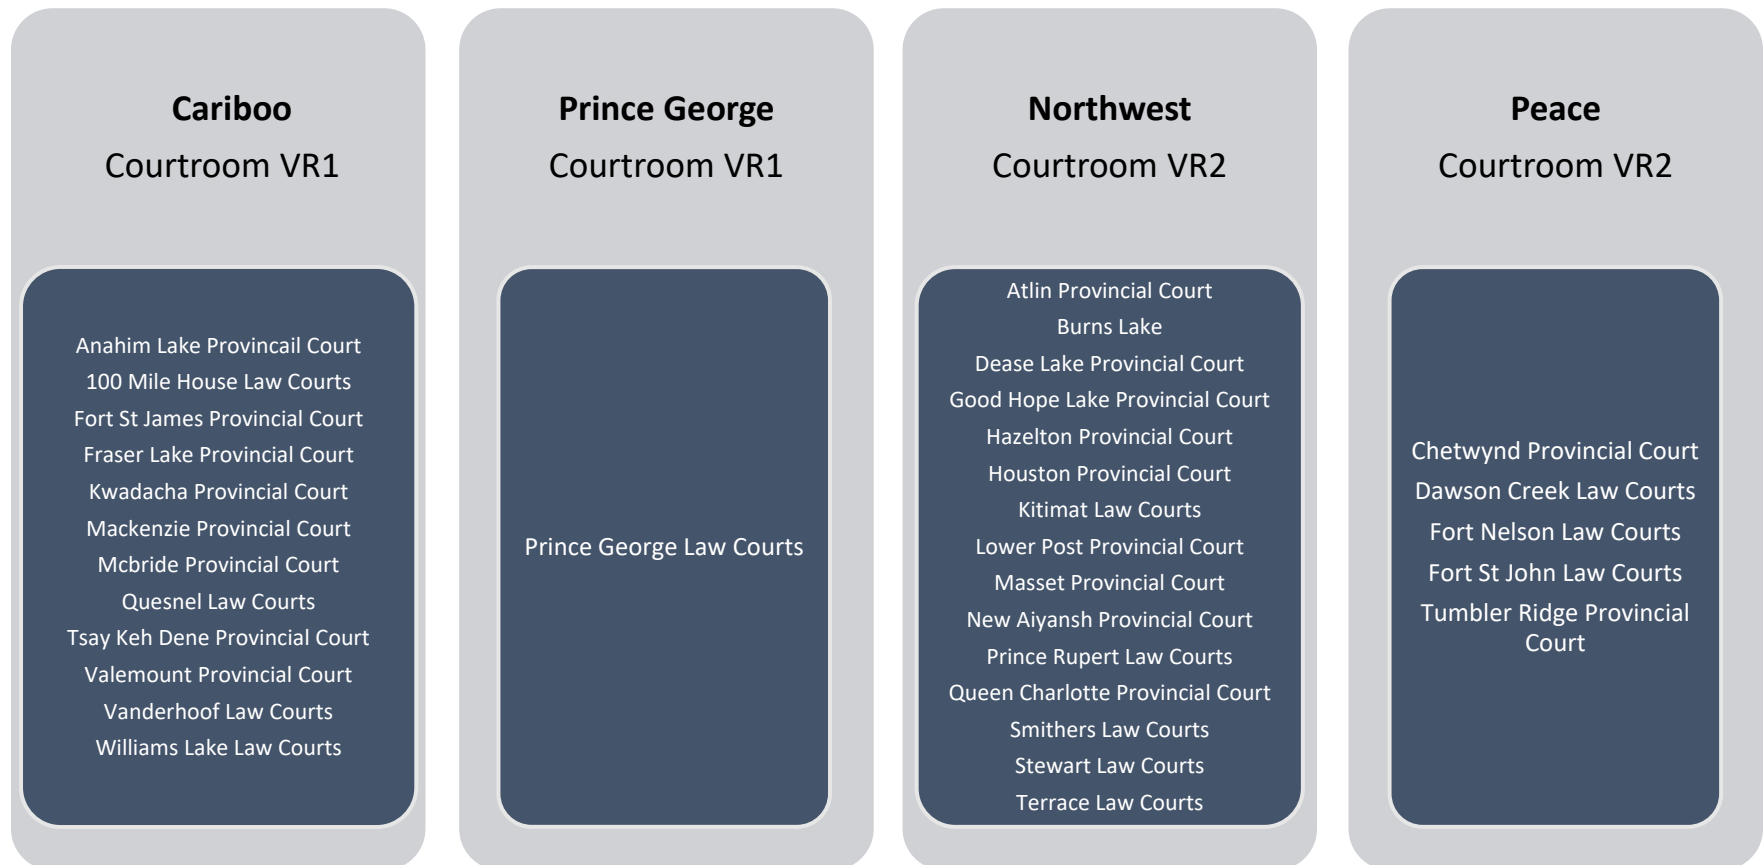 Cariboo
Courtroom VR1
Anahim Lake Provincail Court
100 Mile House Law Courts
Fort St James Provincial Court
Fraser Lake Provincial Court
Kwadacha Provincial Court
Mackenzie Provincial Court
Mcbride Provincial Court
Quesnel Law Courts
Tsay Keh Dene Provincial Court
Valemount Provincial Court
Vanderhoof Law Courts
Williams Lake Law Courts
Prince George
Courtroom VR1
Prince George Law Courts
Northwest
Courtroom VR2
Atlin Provincial Court
Burns Lake
Dease Lake Provincial Court
Good Hope Lake Provincial Court
Hazelton Provincial Court
Houston Provincial Court
Kitimat Law Courts
Lower Post Provincial Court
Masset Provincial Court
New Aiyansh Provincial Court
Prince Rupert Law Courts
Queen Charlotte Provincial Court
Smithers Law Courts
Stewart Law Courts
Terrace Law Courts
Peace
Courtroom VR2
Chetwynd Provincial Court
Dawson Creek Law Courts
Fort Nelson Law Courts
Fort St John Law Courts
Tumbler Ridge Provincial
Court